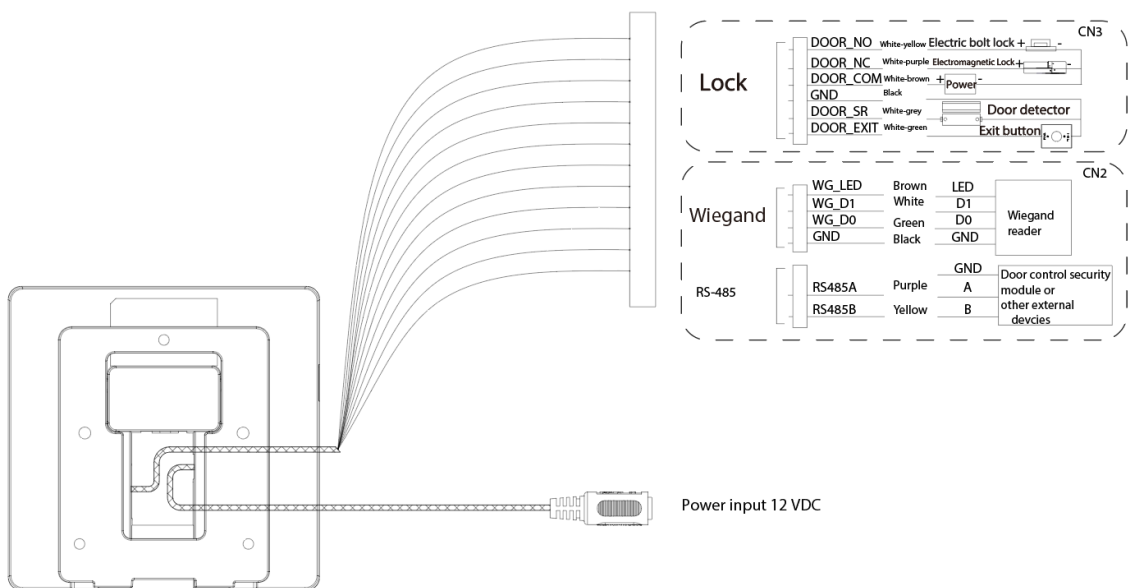 CN3
Lock
DOOR_NO White-yellow Electric bolt lock + -
DOOR_NC White-purple Electromagnetic Lock + -
DOOR_COM White-brown + Power -
GND Black
DOOR_SR White-grey Door detector
DOOR_EXIT White-green Exit button
CN2
Wiegand
WG_LED Brown LED
WG_D1 White D1
WG_D0 Green D0
GND Black GND
Wiegand
reader
RS-485
GND
RS485A Purple A
RS485B Yellow B
Door control security
module or
other external
devcies
Power input 12 VDC